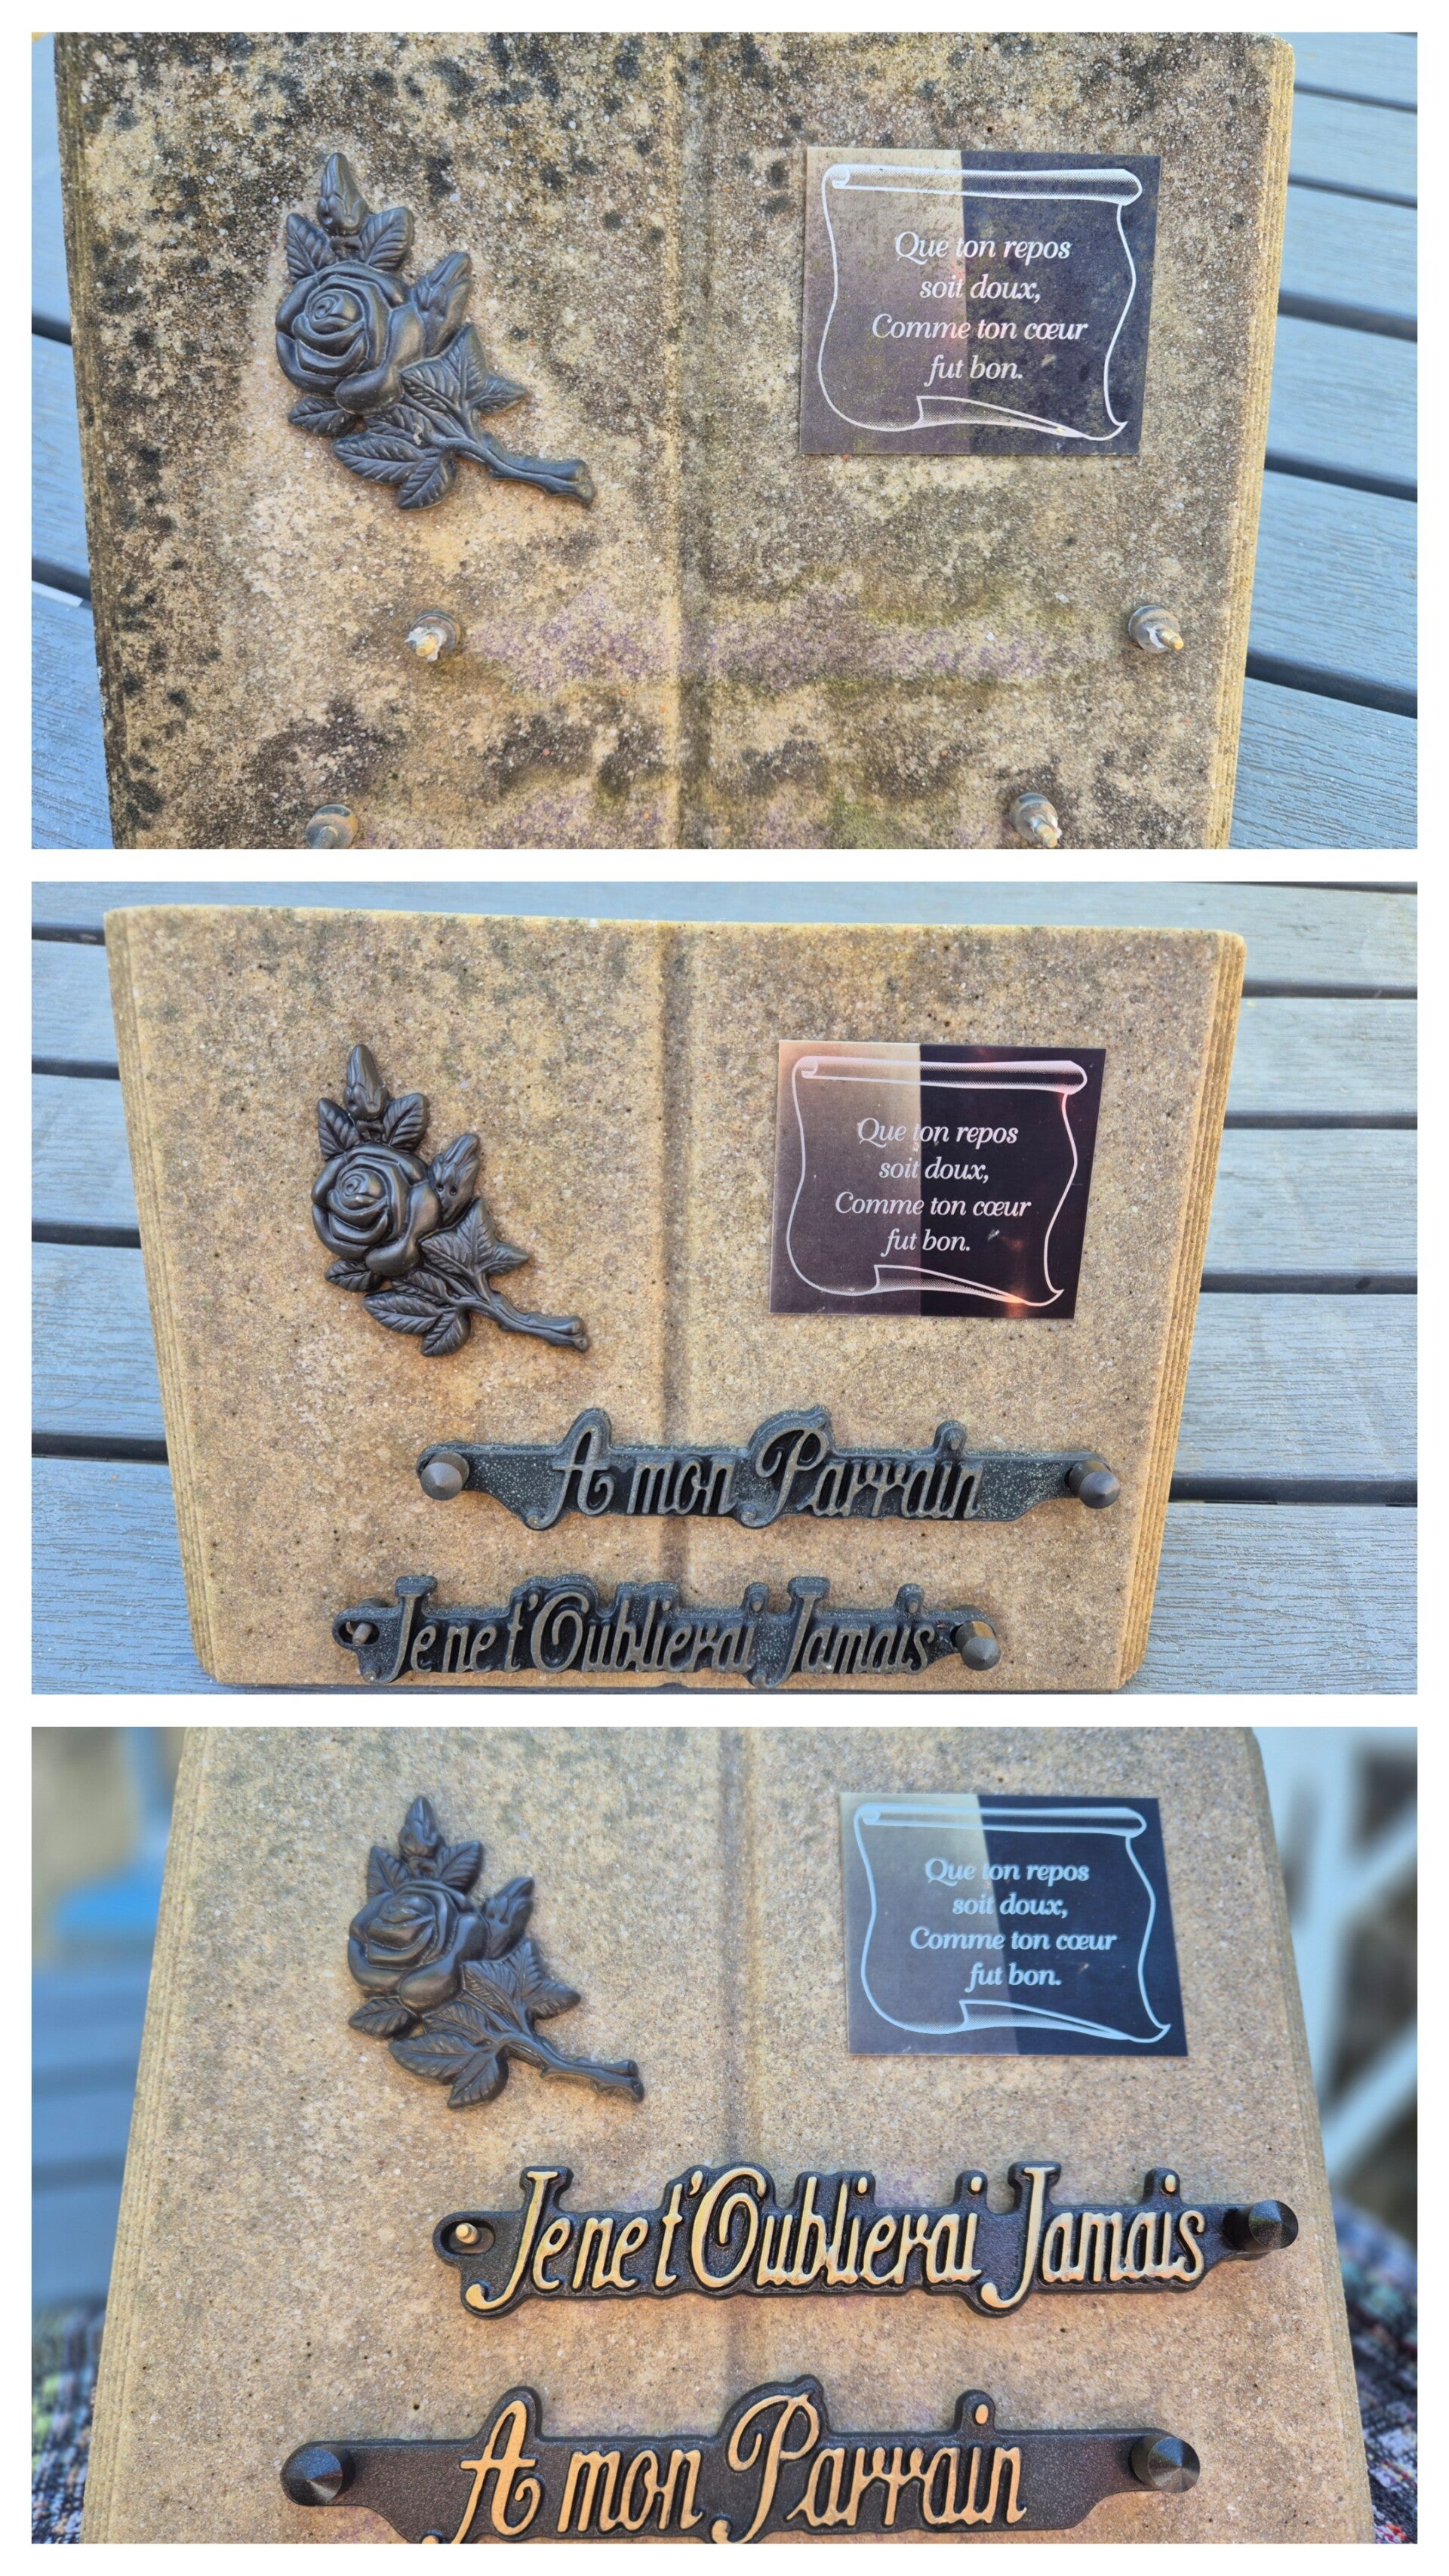 Que ton repos
soit doux,
Comme ton cœur
fut bon.
Que ton repos
soit doux,
Comme ton cœur
fut bon.
A mon Parrain
Je ne t'Oublierai Jamais
Que ton repos
soit doux,
Comme ton cœur
fut bon.
Je ne t'Oublierai Jamais
A mon Parrain